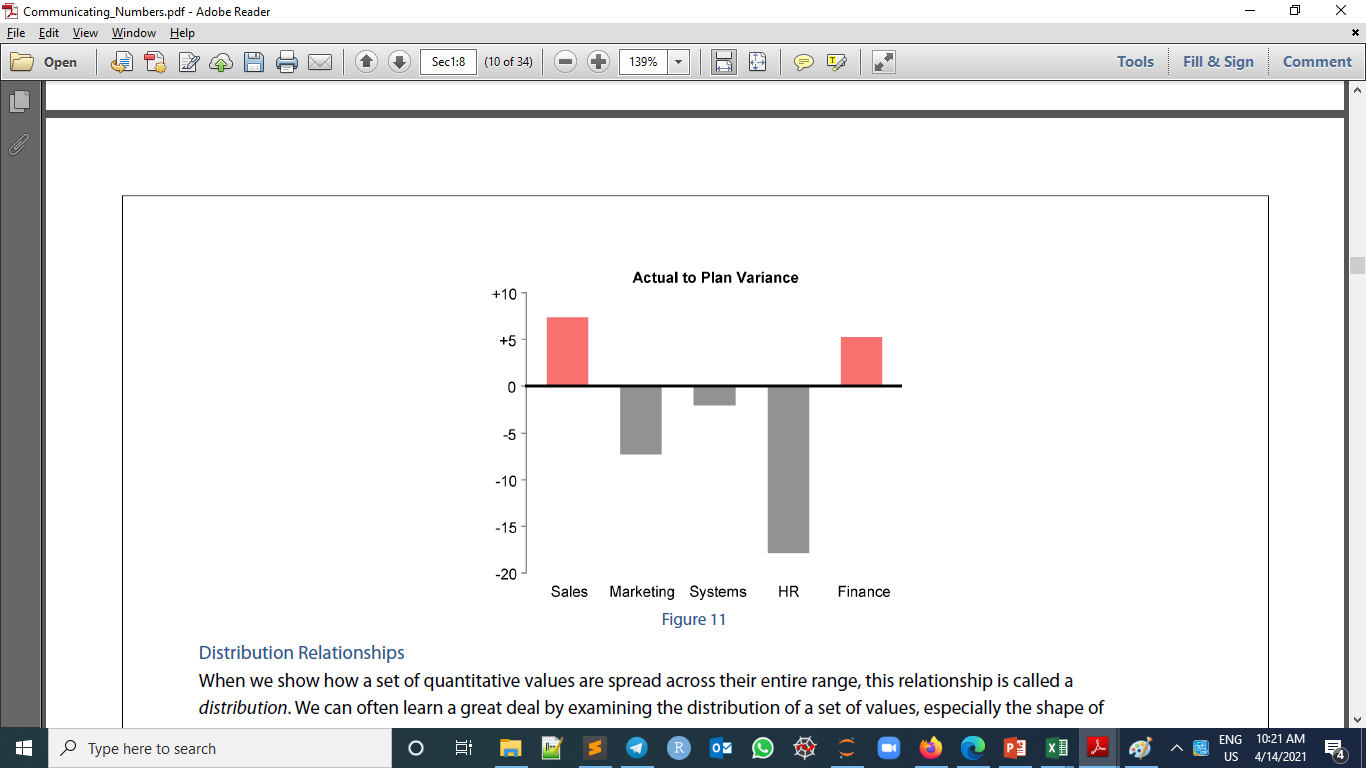 Communicating_Numbers.pdf - Adobe Reader
File Edit View Window Help
Open Sec1:8 (10 of 34) 139% Tools Fill & Sign Comment
Actual to Plan Variance
+10
+5
0
-5
-10
-15
-20
Sales Marketing Systems HR Finance
Figure 11
Distribution Relationships
When we show how a set of quantitative values are spread across their entire range, this relationship is called a
distribution. We can often learn a great deal by examining the distribution of a set of values, especially the shape of
Type here to search
ENG 10:21 AM
US 4/14/2021
4